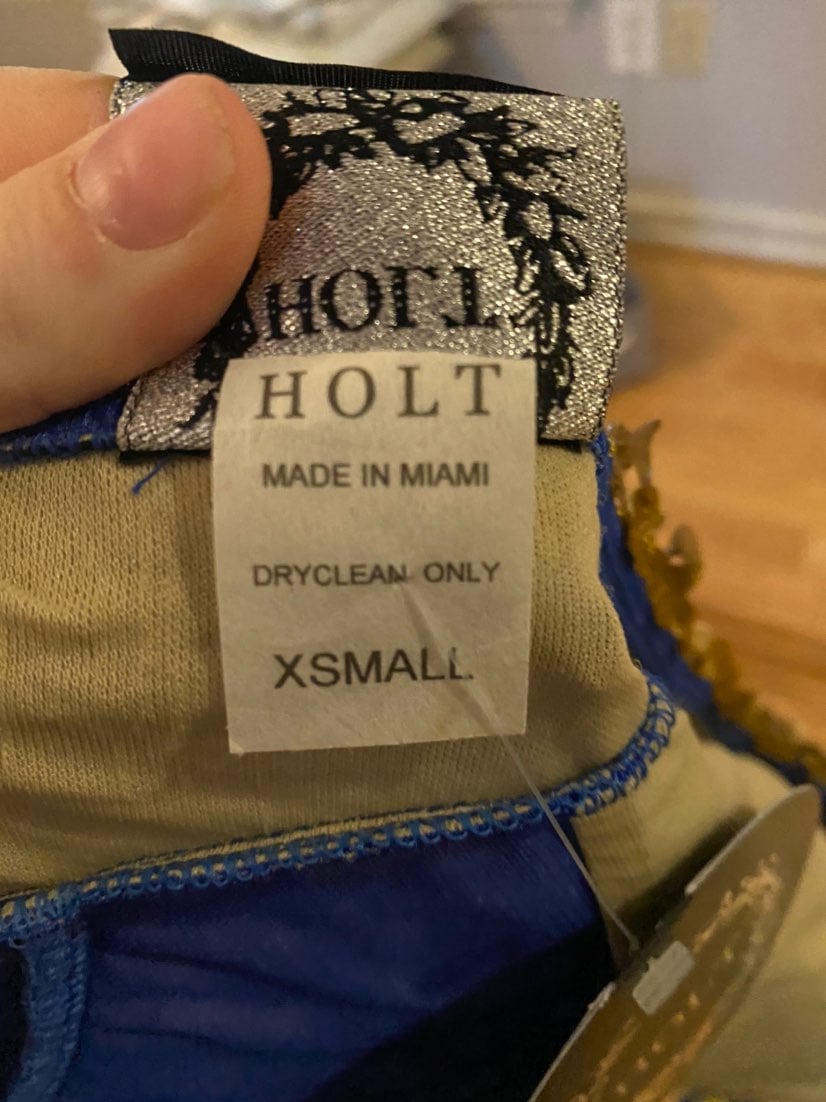 HOLT
HOLT
MADE IN MIAMI
DRYCLEAN ONLY
XSMALL